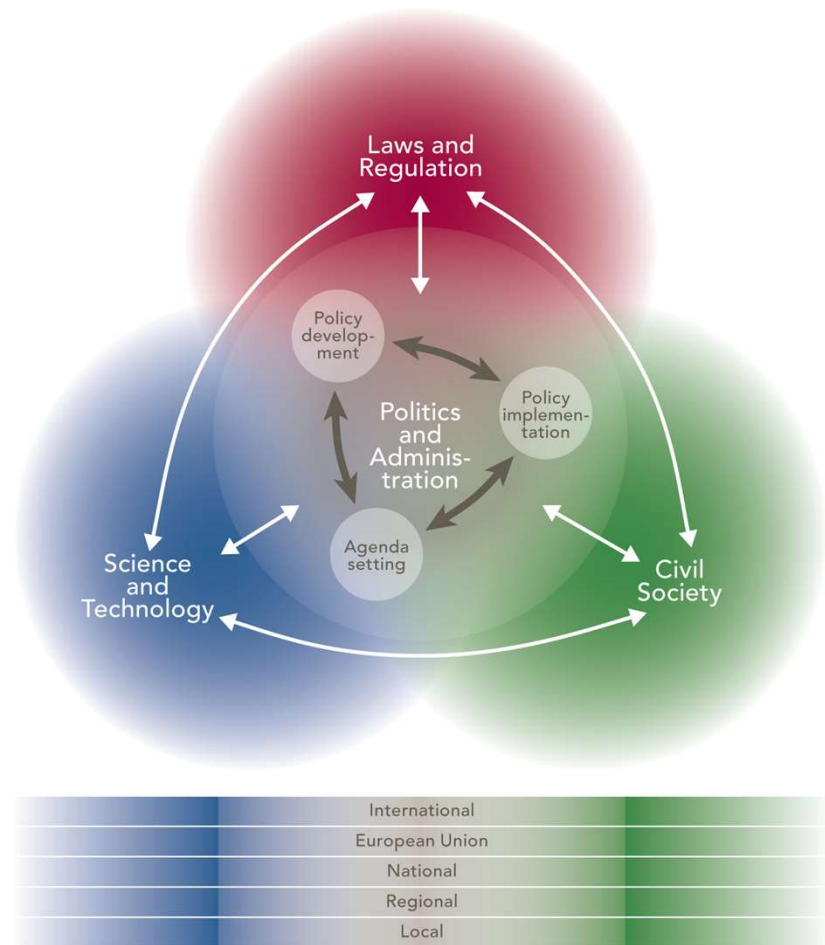 Laws and
Regulation
Policy
develop-
ment
Policy
implemen-
tation
Politics
and
Adminis-
tration
Agenda
setting
Science
and
Technology
Civil
Society
International
European Union
National
Regional
Local